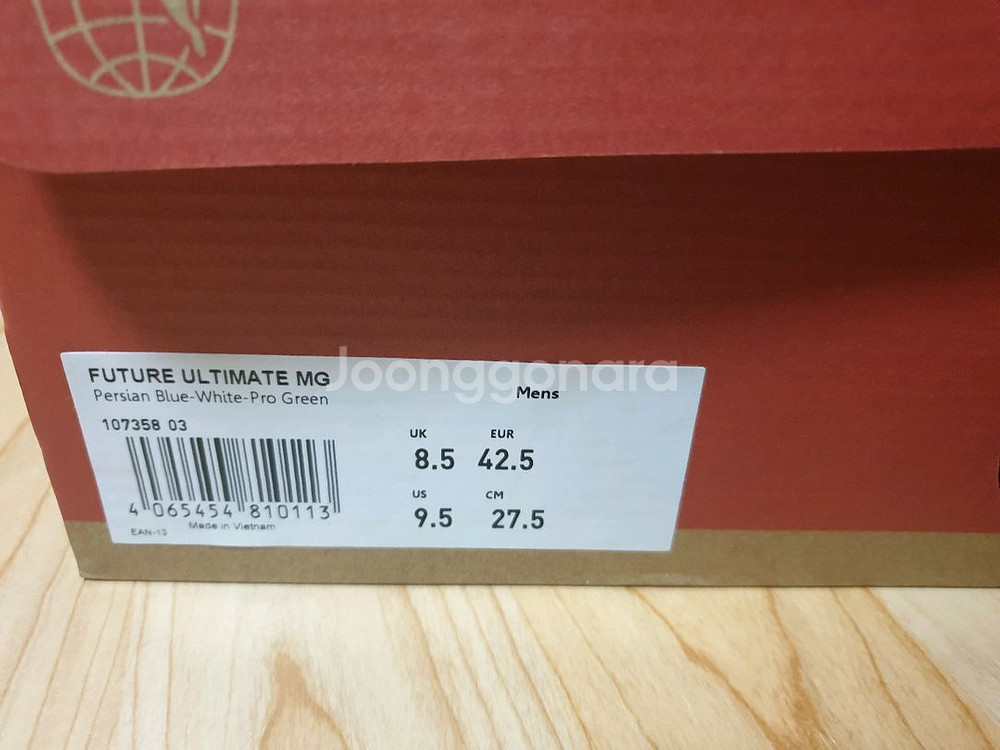 Joonggonara
FUTURE ULTIMATE MG
Persian Blue-White-Pro Green
Mens
107358 03
UK EUR
8.5 42.5
US CM
9.5 27.5
4 065454 810113
Made in Vietnam
EAN-13